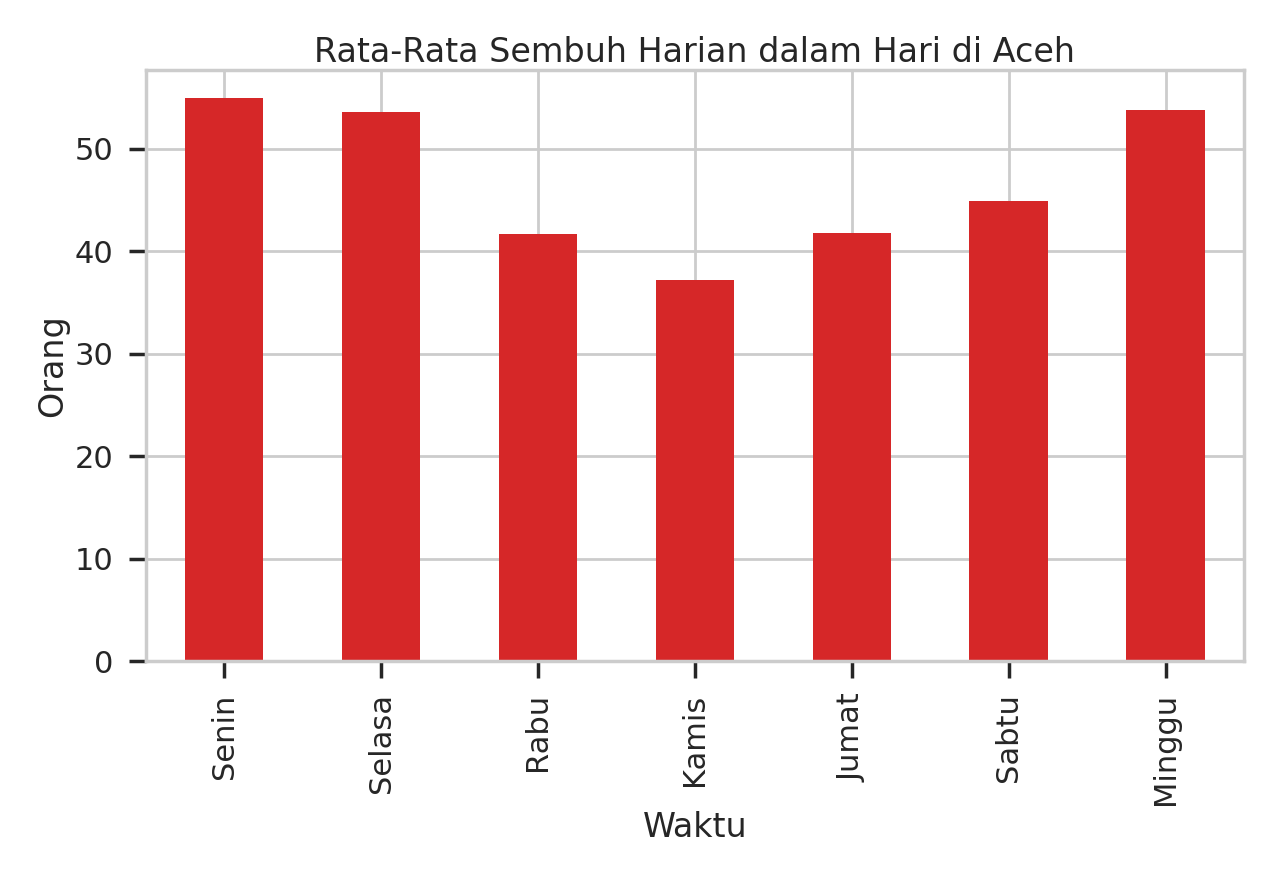 Rata-Rata Sembuh Harian dalam Hari di Aceh
Orang
50
40
30
20
10
0
Senin
Selasa
Rabu
Kamis
Jumat
Sabtu
Minggu
Waktu